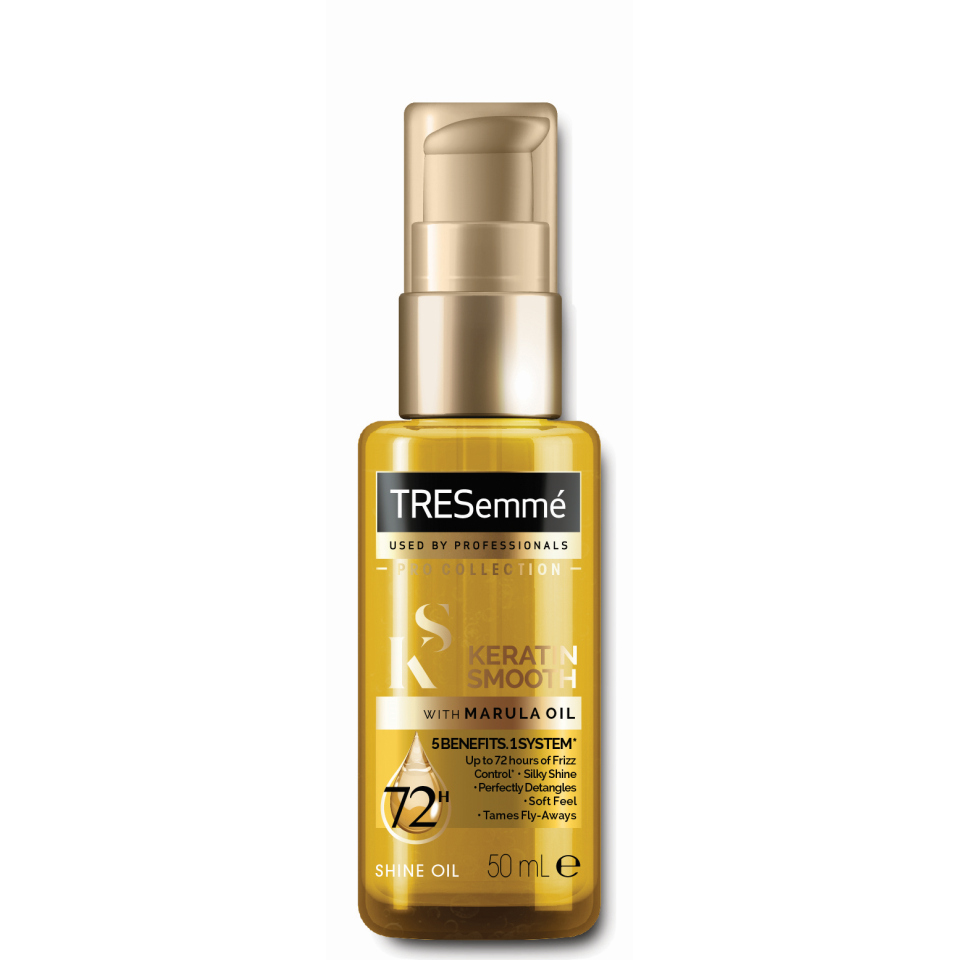 TRESemmé
USED BY PROFESSIONALS
PRO COLLECTION
KS
KERATIN
SMOOTH
WITH MARULA OIL
5 BENEFITS. 1 SYSTEM*
Up to 72 hours of Frizz
Control* • Silky Shine
• Perfectly Detangles
• Soft Feel
• Tames Fly-Aways
72H
SHINE OIL 50 mL ℮